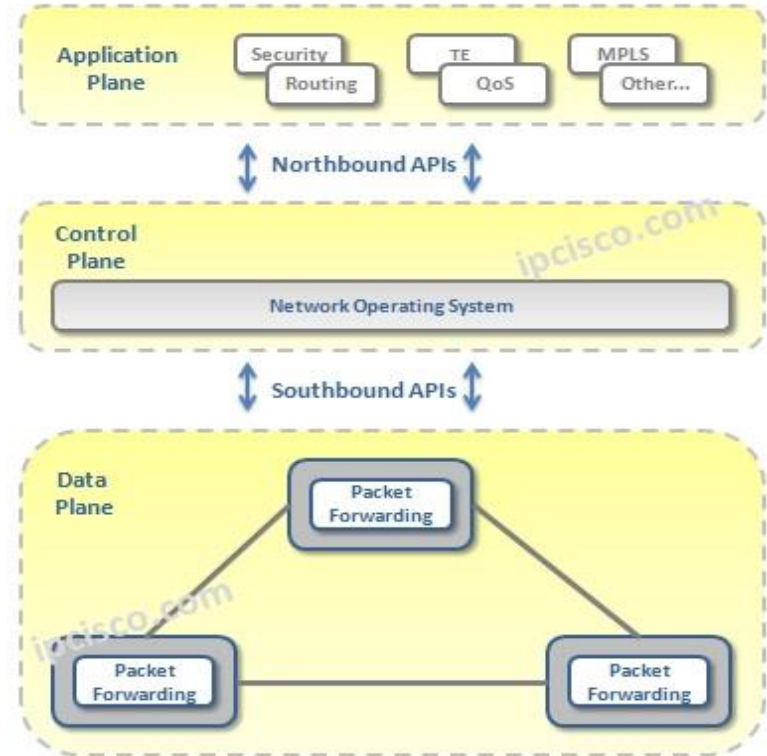 Application
Plane
Security
Routing
TE
QoS
MPLS
Other...
Northbound APIs
Control
Plane
ipcisco.com
Network Operating System
Southbound APIs
Data
Plane
Packet
Forwarding
ipcisco.com
Packet
Forwarding
Packet
Forwarding